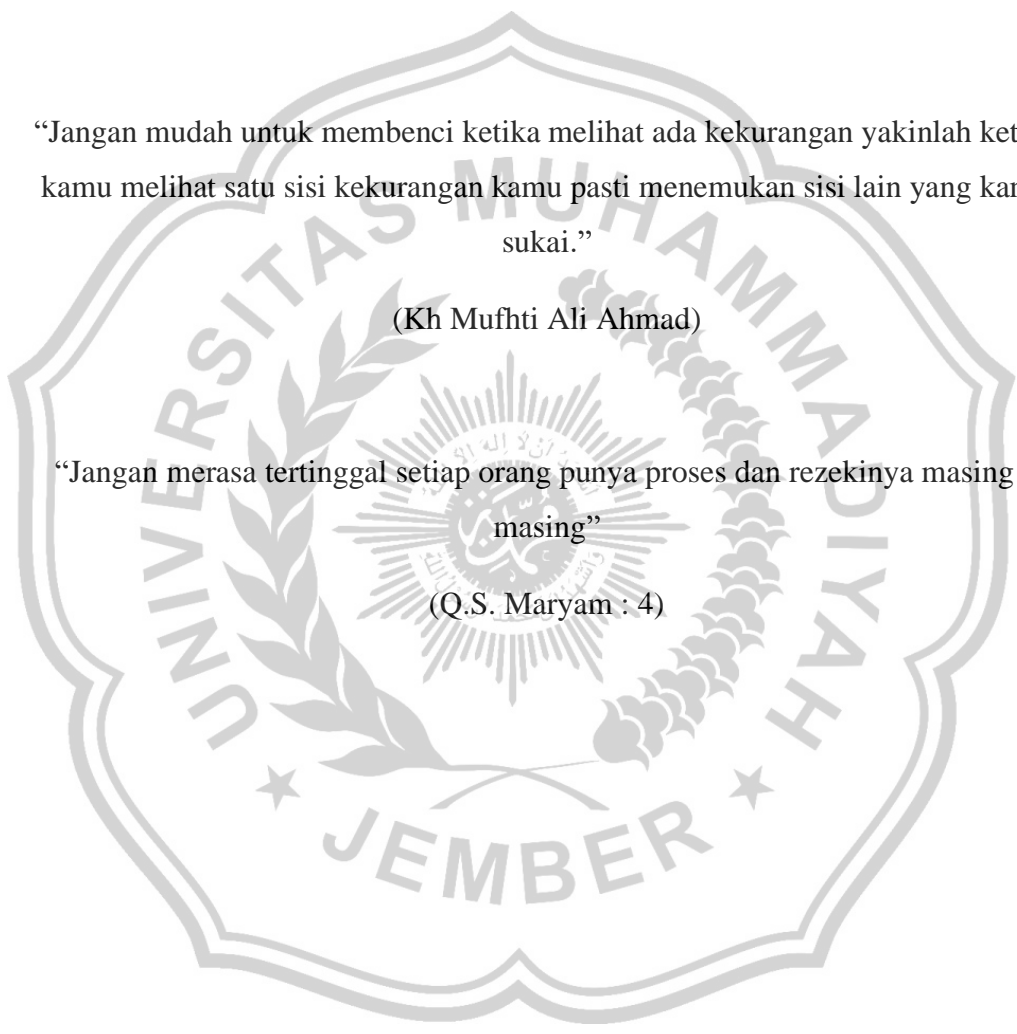 “Jangan mudah untuk membenci ketika melihat ada kekurangan yakinlah ket
kamu melihat satu sisi kekurangan kamu pasti menemukan sisi lain yang kam
sukai.”
(Kh Mufhti Ali Ahmad)
“Jangan merasa tertinggal setiap orang punya proses dan rezekinya masing
masing”
(Q.S. Maryam : 4)
UNIVERSITAS MUHAMMADIYAH
JEMBER